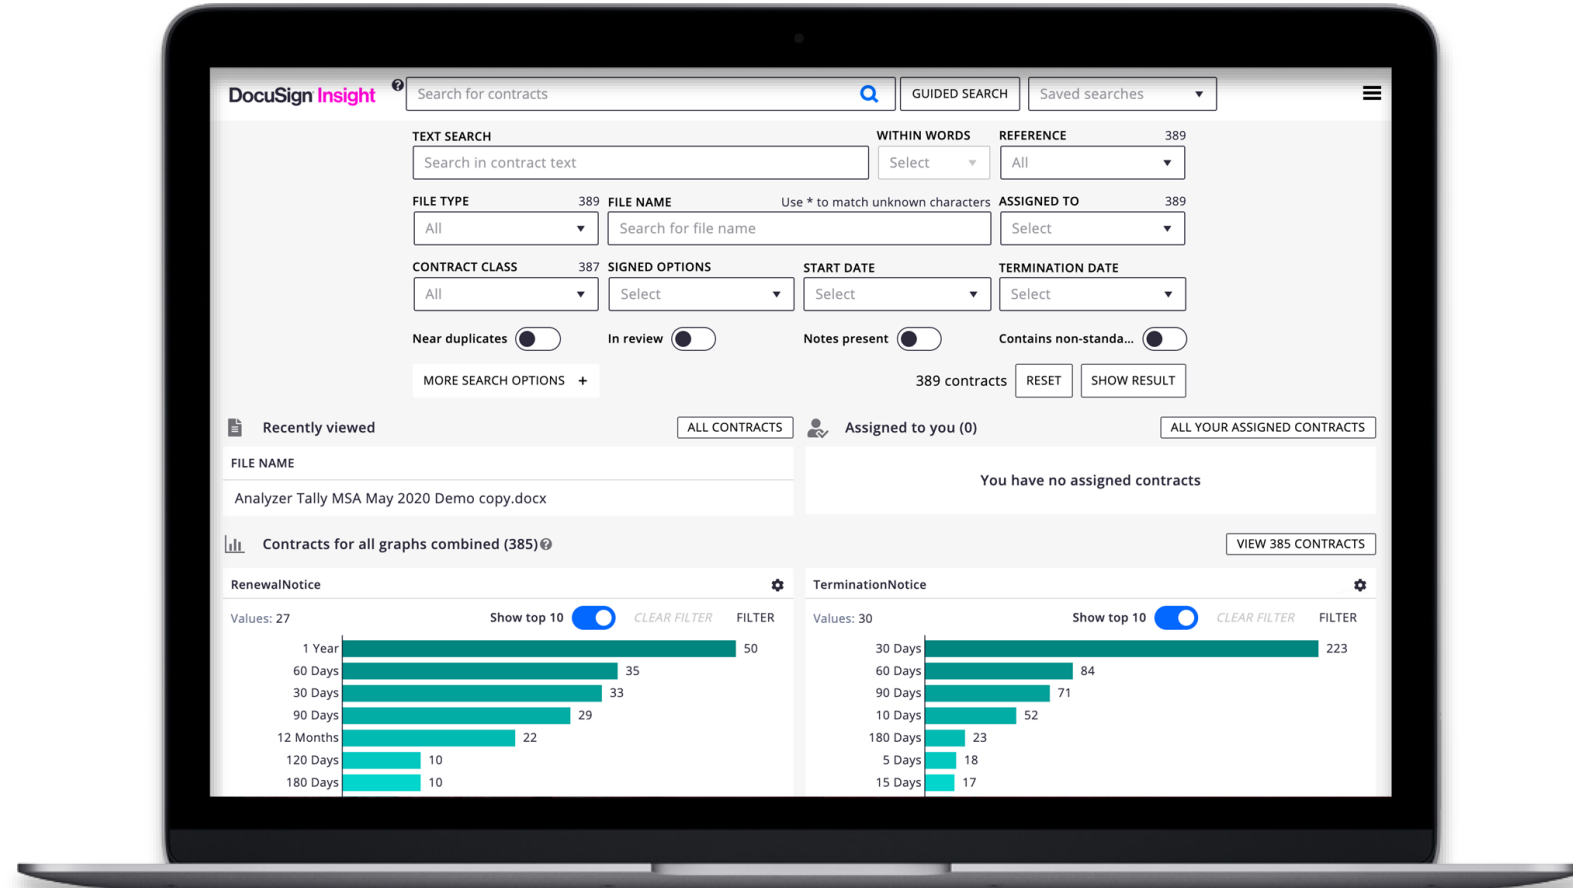 DocuSign Insight
Search for contracts
GUIDED SEARCH
Saved searches
TEXT SEARCH
WITHIN WORDS
REFERENCE 389
Search in contract text
Select
All
FILE TYPE 389
FILE NAME Use * to match unknown characters
ASSIGNED TO 389
All
Search for file name
Select
CONTRACT CLASS 387
SIGNED OPTIONS
START DATE
TERMINATION DATE
All
Select
Select
Select
Near duplicates
In review
Notes present
Contains non-standa...
MORE SEARCH OPTIONS +
389 contracts
RESET
SHOW RESULT
Recently viewed
ALL CONTRACTS
FILE NAME
Analyzer Tally MSA May 2020 Demo copy.docx
Assigned to you (0)
ALL YOUR ASSIGNED CONTRACTS
You have no assigned contracts
Contracts for all graphs combined (385)
VIEW 385 CONTRACTS
RenewalNotice
Values: 27
Show top 10
CLEAR FILTER
FILTER
1 Year 50
60 Days 35
30 Days 33
90 Days 29
12 Months 22
120 Days 10
180 Days 10
TerminationNotice
Values: 30
Show top 10
CLEAR FILTER
FILTER
30 Days 223
60 Days 84
90 Days 71
10 Days 52
180 Days 23
5 Days 18
15 Days 17